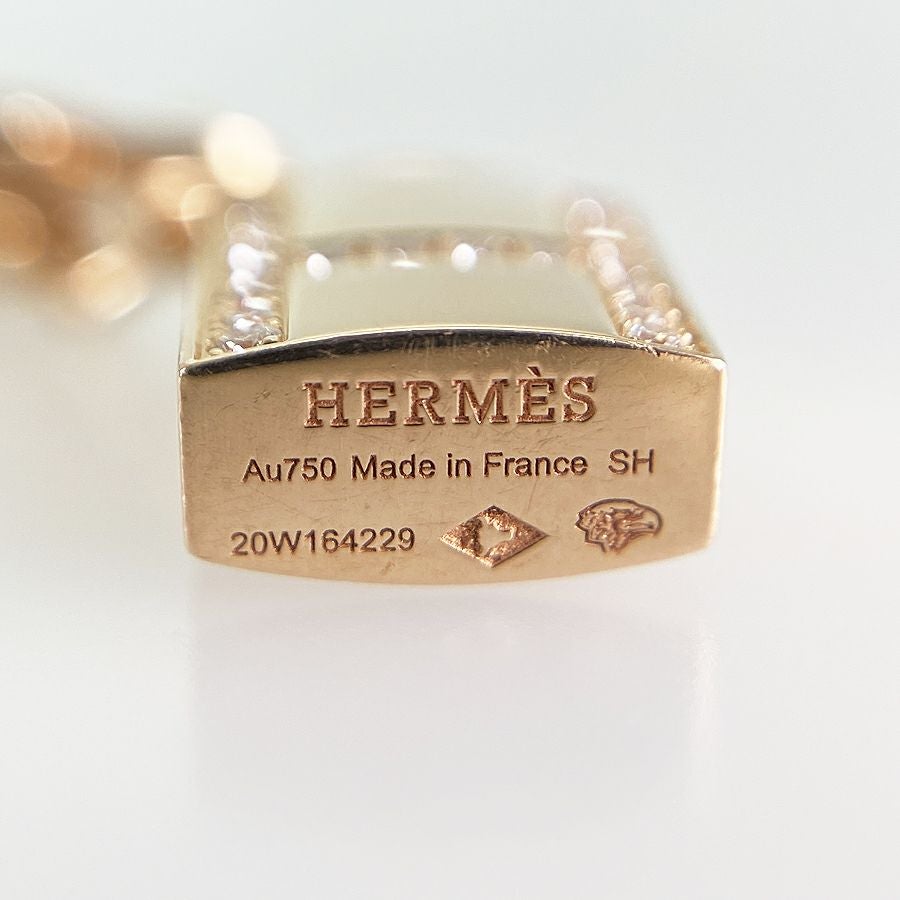 HERMÈS
Au750 Made in France SH
20W164229